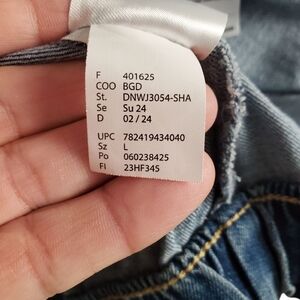 F 401625
COO BGD
St. DNWJ3054-SHA
Se Su 24
D 02 / 24
UPC 782419434040
Sz L
Po 060238425
FI 23HF345